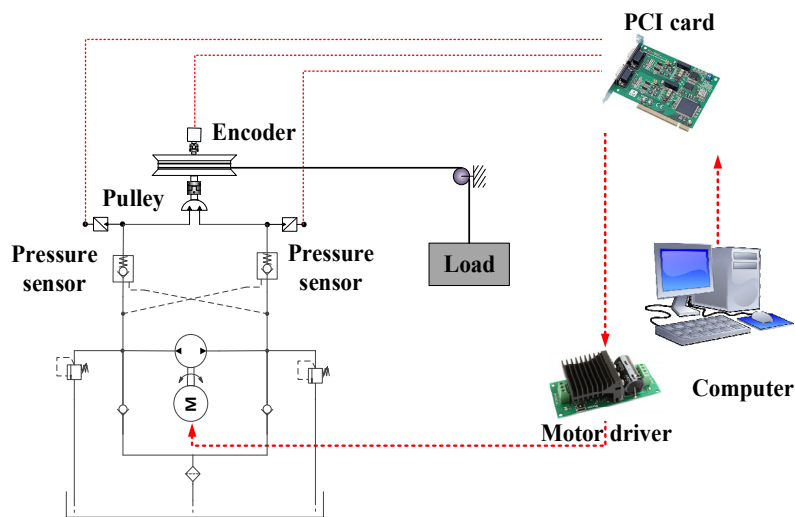 PCI card
Encoder
Pulley
Pressure
sensor
Pressure
sensor
Load
Computer
Motor driver
M